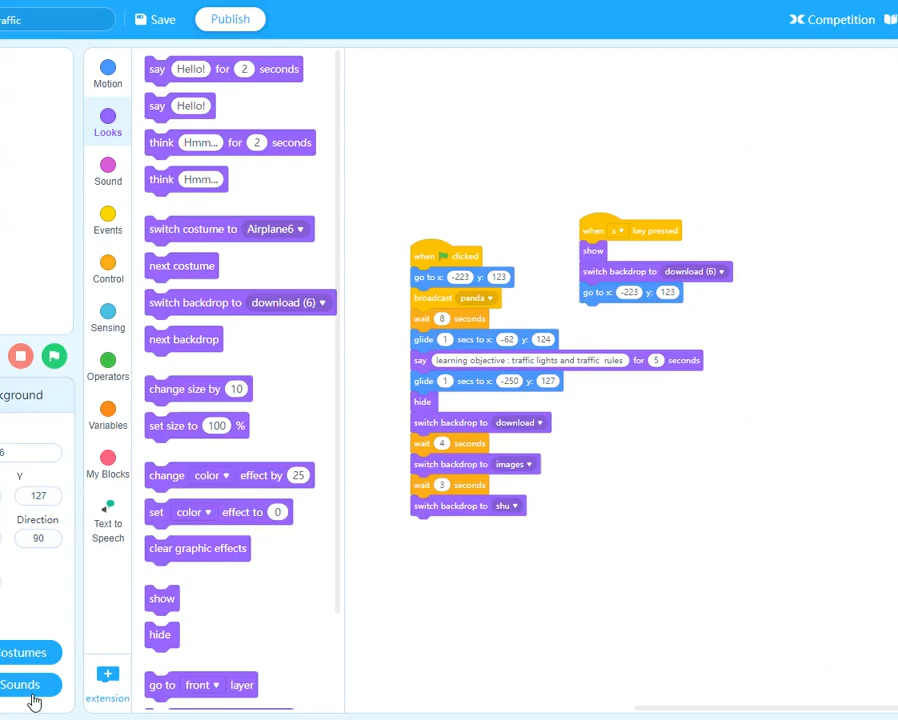 affic
Save
Publish
Competition
Motion
Looks
Sound
Events
Control
Sensing
Operators
Variables
My Blocks
Text to
Speech
extension
say Hello! for 2 seconds
say Hello!
think Hmm... for 2 seconds
think Hmm...
switch costume to Airplane6
next costume
switch backdrop to download (6)
next backdrop
change size by 10
set size to 100 %
change color effect by 25
set color effect to 0
clear graphic effects
show
hide
go to front layer
when clicked
go to x: -223 y: 123
broadcast panda
wait 8 seconds
glide 1 secs to x: -62 y: 124
say learning objective : traffic lights and traffic rules for 5 seconds
glide 1 secs to x: -250 y: 127
hide
switch backdrop to download
wait 4 seconds
switch backdrop to images
wait 3 seconds
switch backdrop to shu
when s key pressed
show
switch backdrop to download (6)
go to x: -223 y: 123
kground
6
Y
127
Direction
90
ostumes
Sounds